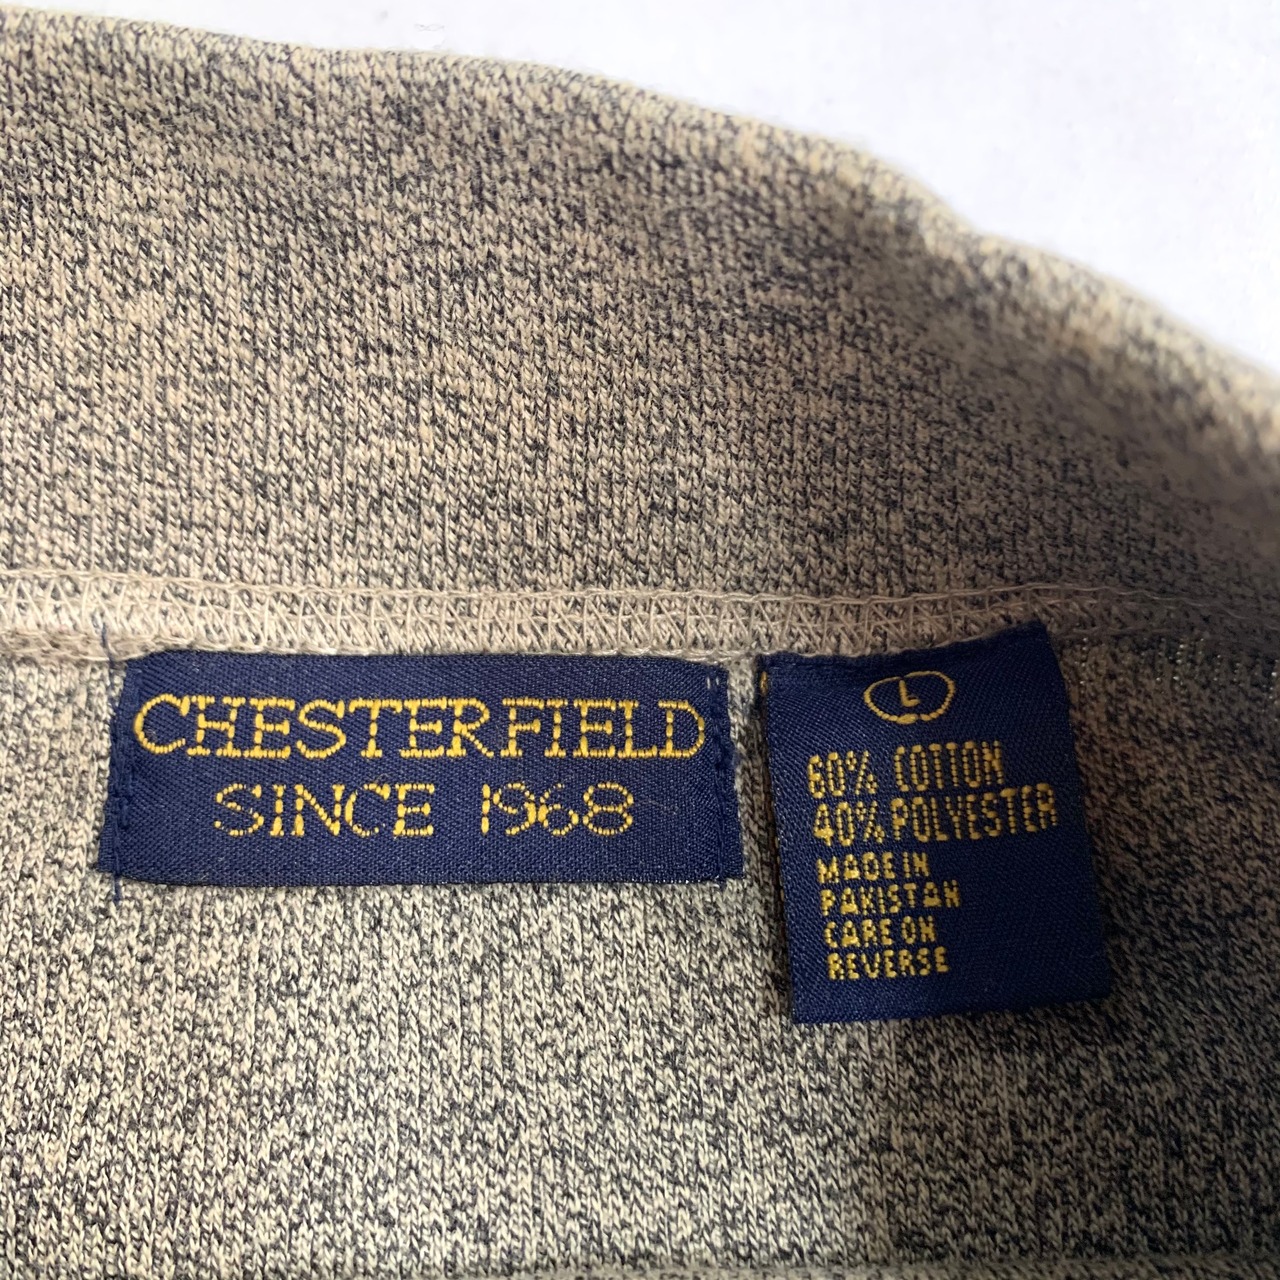 CHESTERFIELD
SINCE 1968
L
60% COTTON
40% POLYESTER
MADE IN
PAKISTAN
CARE ON
REVERSE